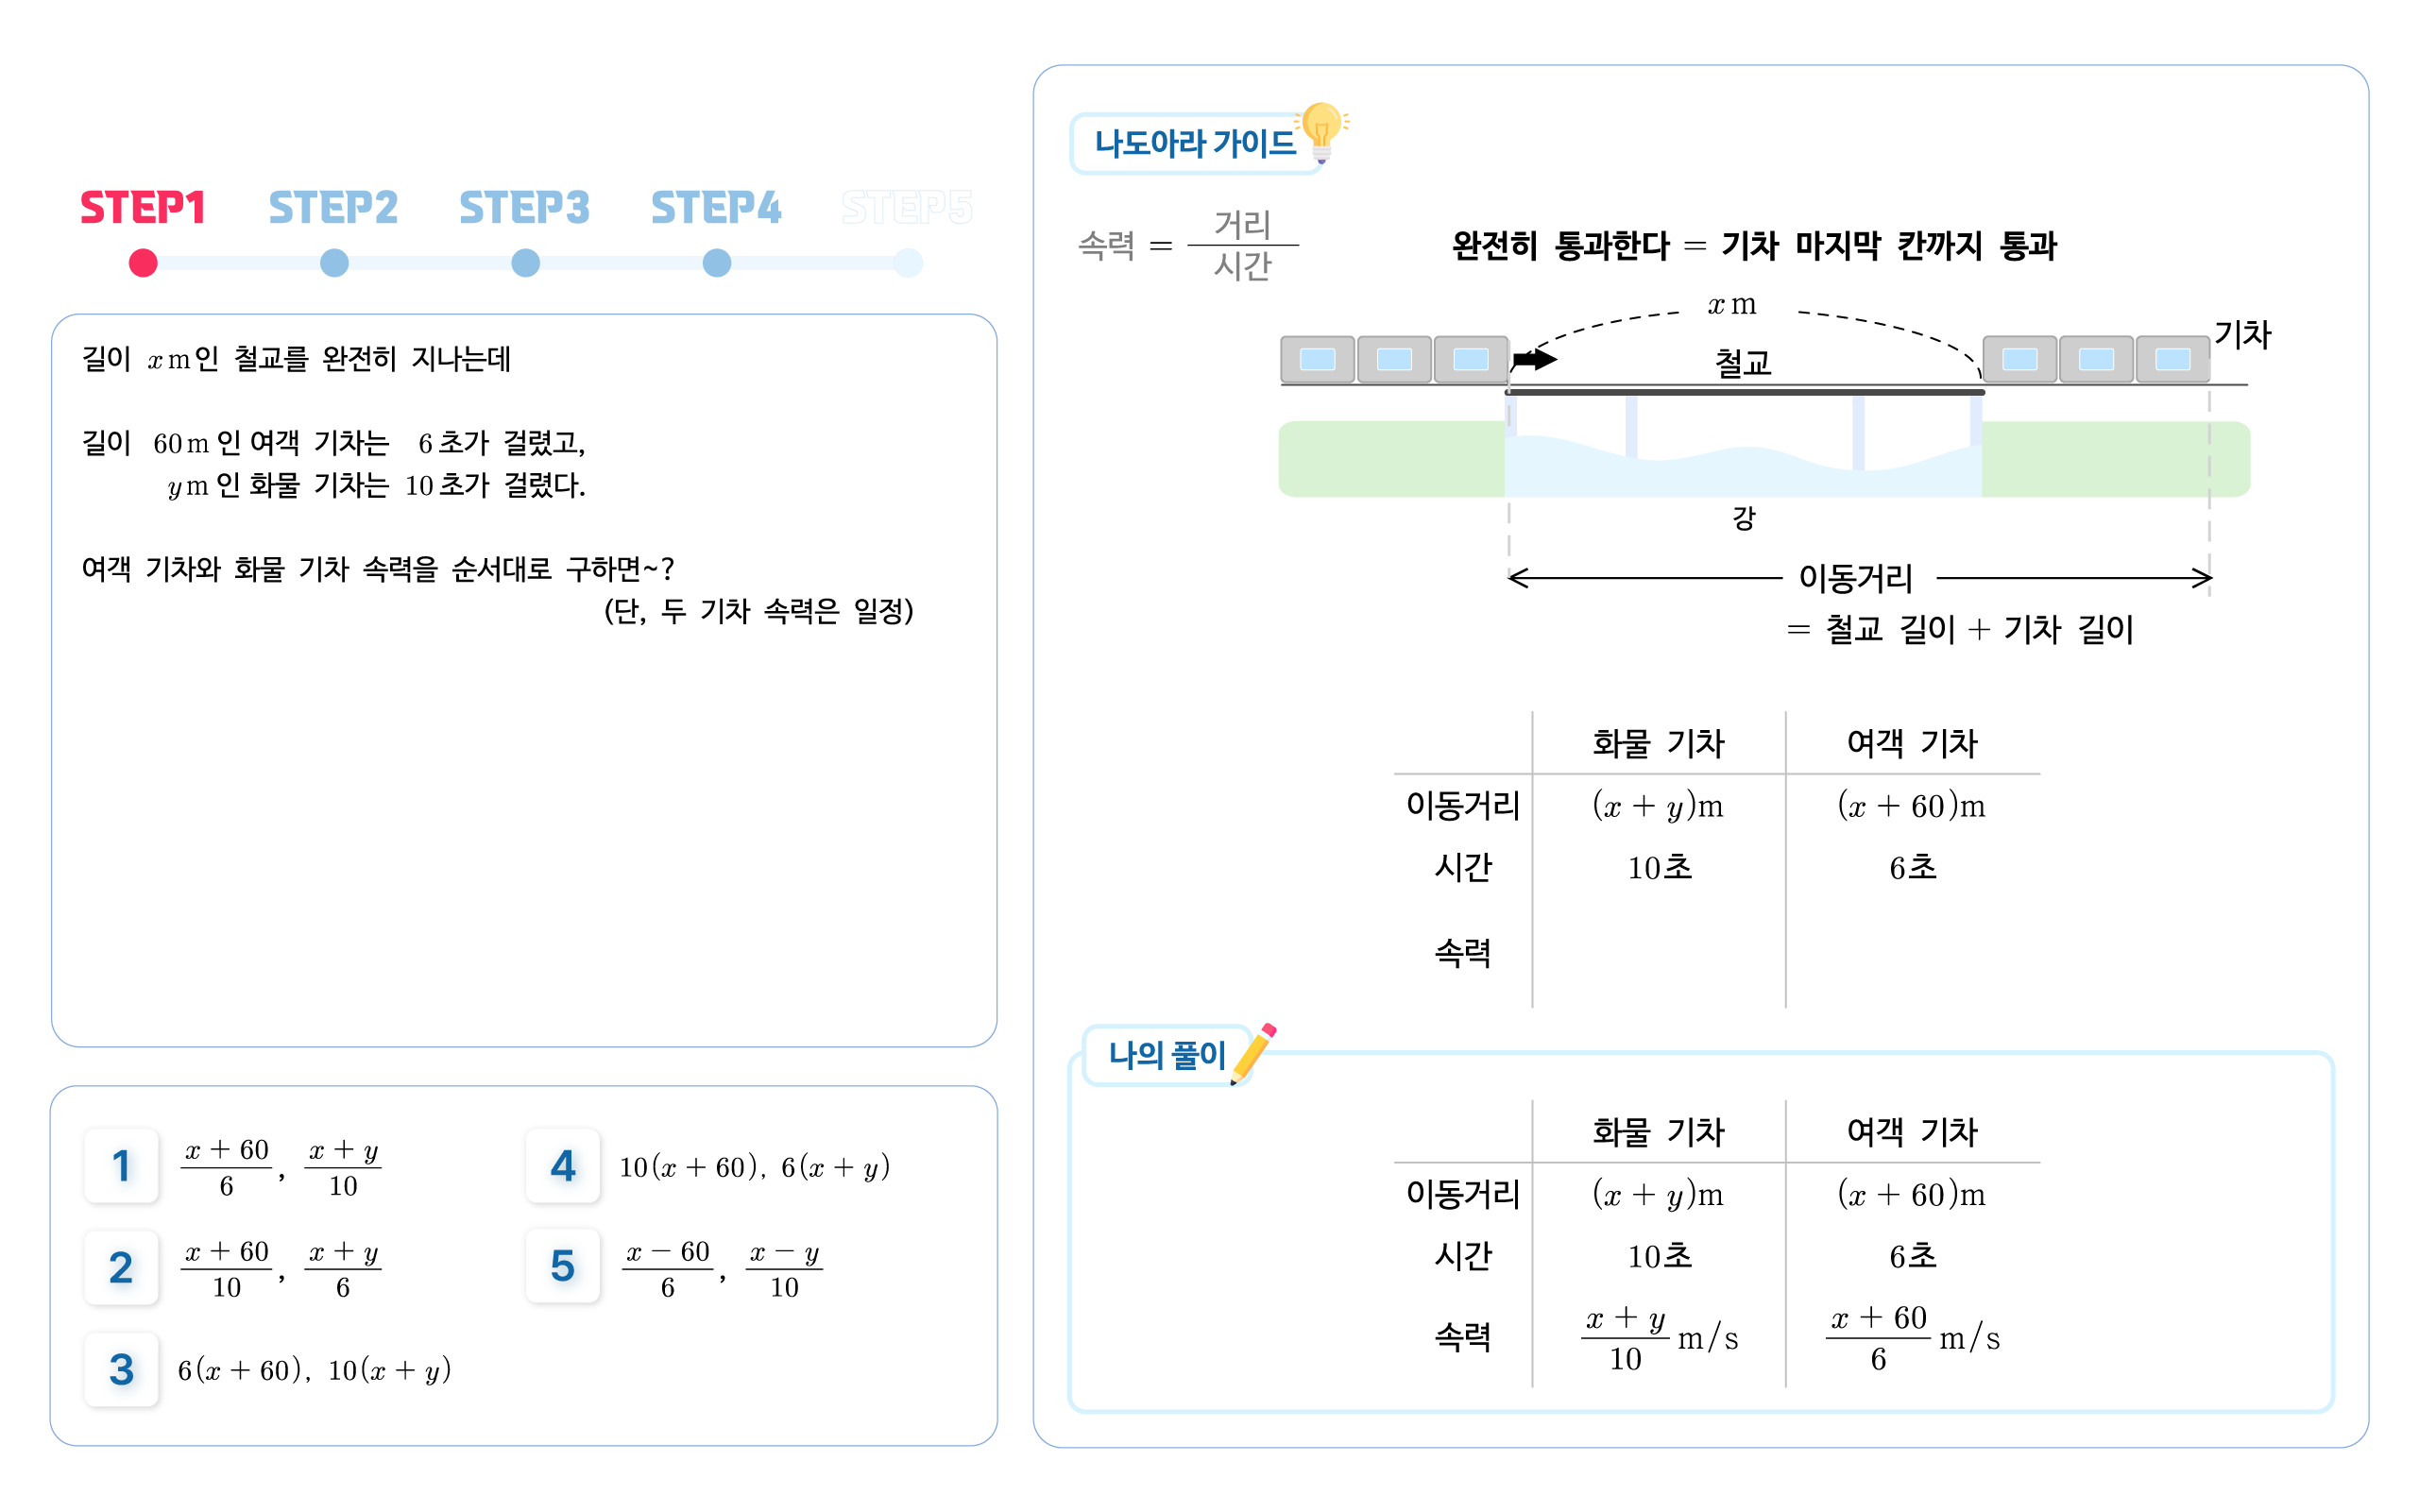 STEP1 STEP2 STEP3 STEP4 STEP5
길이 x m인 철교를 완전히 지나는데
길이 60 m 인 여객 기차는 6 초가 걸렸고,
y m 인 화물 기차는 10 초가 걸렸다.
여객 기차와 화물 기차 속력을 순서대로 구하면~?
(단, 두 기차 속력은 일정)
1 \frac{x+60}{6}, \frac{x+y}{10}
2 \frac{x+60}{10}, \frac{x+y}{6}
3 6(x+60), 10(x+y)
4 10(x+60), 6(x+y)
5 \frac{x-60}{6}, \frac{x-y}{10}
나도아라 가이드
속력 = \frac{거리}{시간}
완전히 통과한다 = 기차 마지막 칸까지 통과
x m
기차
철교
강
이동거리
= 철교 길이 + 기차 길이
화물 기차 여객 기차
이동거리 (x+y)m (x+60)m
시간 10초 6초
속력
나의 풀이
화물 기차 여객 기차
이동거리 (x+y)m (x+60)m
시간 10초 6초
속력 \frac{x+y}{10} m/s \frac{x+60}{6} m/s